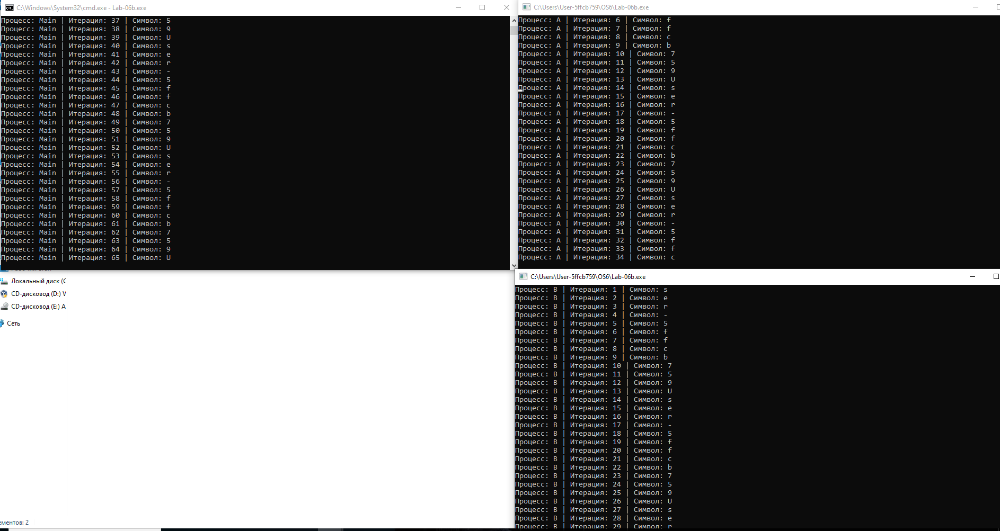 C:\Windows\System32\cmd.exe - Lab-06b.exe
Процесс: Main | Итерация: 37 | Символ: 5
Процесс: Main | Итерация: 38 | Символ: 9
Процесс: Main | Итерация: 39 | Символ: U
Процесс: Main | Итерация: 40 | Символ: s
Процесс: Main | Итерация: 41 | Символ: e
Процесс: Main | Итерация: 42 | Символ: r
Процесс: Main | Итерация: 43 | Символ: -
Процесс: Main | Итерация: 44 | Символ: 5
Процесс: Main | Итерация: 45 | Символ: f
Процесс: Main | Итерация: 46 | Символ: f
Процесс: Main | Итерация: 47 | Символ: c
Процесс: Main | Итерация: 48 | Символ: b
Процесс: Main | Итерация: 49 | Символ: 7
Процесс: Main | Итерация: 50 | Символ: 5
Процесс: Main | Итерация: 51 | Символ: 9
Процесс: Main | Итерация: 52 | Символ: U
Процесс: Main | Итерация: 53 | Символ: s
Процесс: Main | Итерация: 54 | Символ: e
Процесс: Main | Итерация: 55 | Символ: r
Процесс: Main | Итерация: 56 | Символ: -
Процесс: Main | Итерация: 57 | Символ: 5
Процесс: Main | Итерация: 58 | Символ: f
Процесс: Main | Итерация: 59 | Символ: f
Процесс: Main | Итерация: 60 | Символ: c
Процесс: Main | Итерация: 61 | Символ: b
Процесс: Main | Итерация: 62 | Символ: 7
Процесс: Main | Итерация: 63 | Символ: 5
Процесс: Main | Итерация: 64 | Символ: 9
Процесс: Main | Итерация: 65 | Символ: U
C:\Users\User-5ffcb759\OS6\Lab-06b.exe
Процесс: A | Итерация: 6 | Символ: f
Процесс: A | Итерация: 7 | Символ: f
Процесс: A | Итерация: 8 | Символ: c
Процесс: A | Итерация: 9 | Символ: b
Процесс: A | Итерация: 10 | Символ: 7
Процесс: A | Итерация: 11 | Символ: 5
Процесс: A | Итерация: 12 | Символ: 9
Процесс: A | Итерация: 13 | Символ: U
Процесс: A | Итерация: 14 | Символ: s
Процесс: A | Итерация: 15 | Символ: e
Процесс: A | Итерация: 16 | Символ: r
Процесс: A | Итерация: 17 | Символ: -
Процесс: A | Итерация: 18 | Символ: 5
Процесс: A | Итерация: 19 | Символ: f
Процесс: A | Итерация: 20 | Символ: f
Процесс: A | Итерация: 21 | Символ: c
Процесс: A | Итерация: 22 | Символ: b
Процесс: A | Итерация: 23 | Символ: 7
Процесс: A | Итерация: 24 | Символ: 5
Процесс: A | Итерация: 25 | Символ: 9
Процесс: A | Итерация: 26 | Символ: U
Процесс: A | Итерация: 27 | Символ: s
Процесс: A | Итерация: 28 | Символ: e
Процесс: A | Итерация: 29 | Символ: r
Процесс: A | Итерация: 30 | Символ: -
Процесс: A | Итерация: 31 | Символ: 5
Процесс: A | Итерация: 32 | Символ: f
Процесс: A | Итерация: 33 | Символ: f
Процесс: A | Итерация: 34 | Символ: c
Локальный диск (C
CD-дисковод (D:) V
CD-дисковод (E:) A
Сеть
ементов: 2
C:\Users\User-5ffcb759\OS6\Lab-06b.exe
Процесс: B | Итерация: 1 | Символ: s
Процесс: B | Итерация: 2 | Символ: e
Процесс: B | Итерация: 3 | Символ: r
Процесс: B | Итерация: 4 | Символ: -
Процесс: B | Итерация: 5 | Символ: 5
Процесс: B | Итерация: 6 | Символ: f
Процесс: B | Итерация: 7 | Символ: f
Процесс: B | Итерация: 8 | Символ: c
Процесс: B | Итерация: 9 | Символ: b
Процесс: B | Итерация: 10 | Символ: 7
Процесс: B | Итерация: 11 | Символ: 5
Процесс: B | Итерация: 12 | Символ: 9
Процесс: B | Итерация: 13 | Символ: U
Процесс: B | Итерация: 14 | Символ: s
Процесс: B | Итерация: 15 | Символ: e
Процесс: B | Итерация: 16 | Символ: r
Процесс: B | Итерация: 17 | Символ: -
Процесс: B | Итерация: 18 | Символ: 5
Процесс: B | Итерация: 19 | Символ: f
Процесс: B | Итерация: 20 | Символ: f
Процесс: B | Итерация: 21 | Символ: c
Процесс: B | Итерация: 22 | Символ: b
Процесс: B | Итерация: 23 | Символ: 7
Процесс: B | Итерация: 24 | Символ: 5
Процесс: B | Итерация: 25 | Символ: 9
Процесс: B | Итерация: 26 | Символ: U
Процесс: B | Итерация: 27 | Символ: s
Процесс: B | Итерация: 28 | Символ: e
Процесс: B | Итерация: 29 | Символ: r